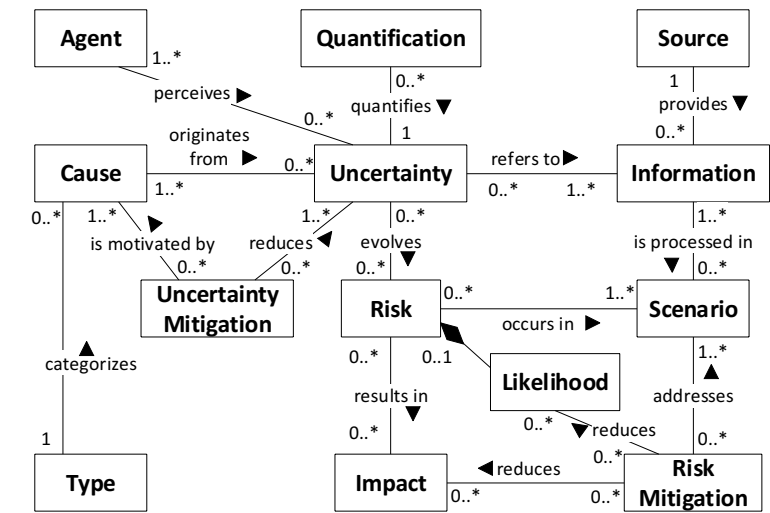 Agent
Quantification
Source
1..*
0..*
1
perceives
quantifies
provides
0..*
1
0..*
originates
from
Cause
Uncertainty
refers to
Information
1..*
0..*
0..*
1..*
0..*
1..*
1..*
0..*
1..*
is motivated by
reduces
evolves
is processed in
0..*
0..*
0..*
0..*
Uncertainty
Mitigation
Risk
0..*
1..*
Scenario
occurs in
0..*
0..1
1..*
categorizes
Likelihood
results in
addresses
0..*
reduces
1
0..*
0..*
0..*
Type
Impact
reduces
Risk
Mitigation
0..*
0..*